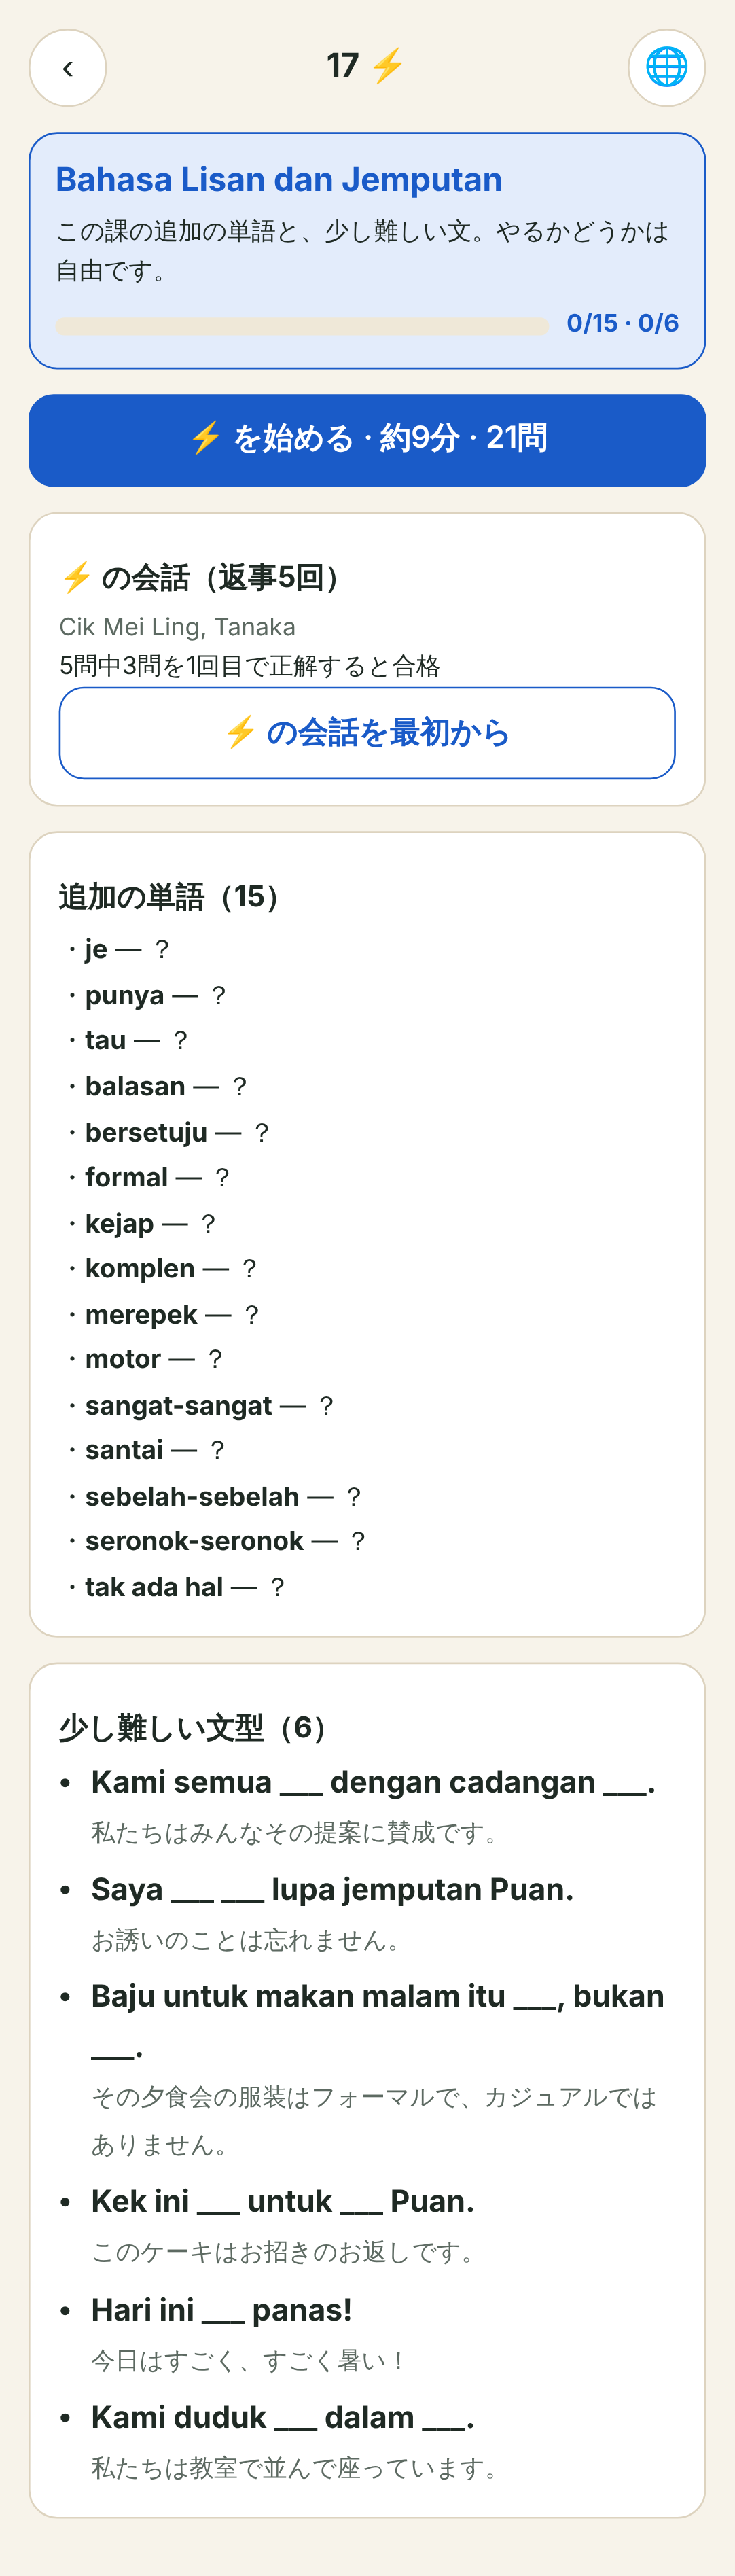 ‹
17 ⚡
🌐
Bahasa Lisan dan Jemputan
この課の追加の単語と、少し難しい文。やるかどうかは
自由です。
0/15 · 0/6
⚡ を始める · 約9分 · 21問
⚡ の会話（返事5回）
Cik Mei Ling, Tanaka
5問中3問を1回目で正解すると合格
⚡ の会話を最初から
追加の単語（15）
· je — ？
· punya — ？
· tau — ？
· balasan — ？
· bersetuju — ？
· formal — ？
· kejap — ？
· komplen — ？
· merepek — ？
· motor — ？
· sangat-sangat — ？
· santai — ？
· sebelah-sebelah — ？
· seronok-seronok — ？
· tak ada hal — ？
少し難しい文型（6）
• Kami semua ___ dengan cadangan ___.
私たちはみんなその提案に賛成です。
• Saya ___ ___ lupa jemputan Puan.
お誘いのことは忘れません。
• Baju untuk makan malam itu ___, bukan
___.
その夕食会の服装はフォーマルで、カジュアルでは
ありません。
• Kek ini ___ untuk ___ Puan.
このケーキはお招きのお返しです。
• Hari ini ___ panas!
今日はすごく、すごく暑い！
• Kami duduk ___ dalam ___.
私たちは教室で並んで座っています。